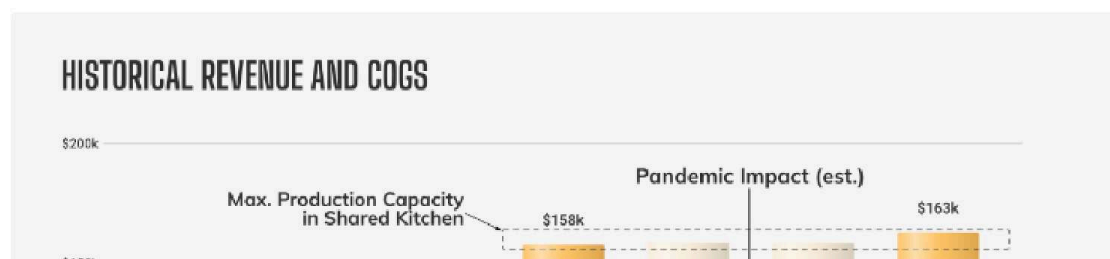 HISTORICAL REVENUE AND COGS
$200k
Pandemic Impact (est.)
Max. Production Capacity
in Shared Kitchen
$158k
$163k